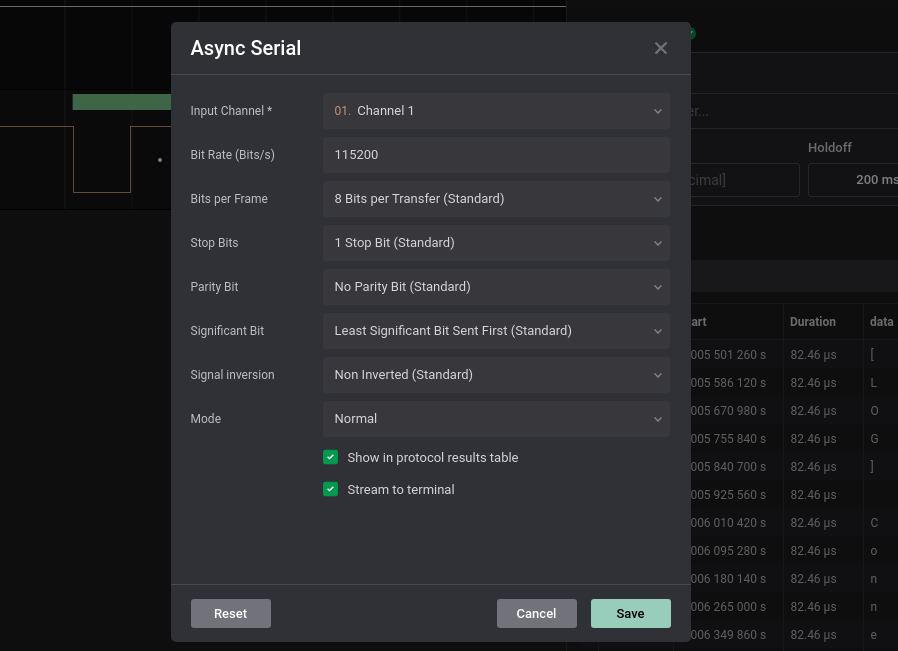 Async Serial
Input Channel *
01. Channel 1
Bit Rate (Bits/s)
115200
Bits per Frame
8 Bits per Transfer (Standard)
Stop Bits
1 Stop Bit (Standard)
Parity Bit
No Parity Bit (Standard)
Significant Bit
Least Significant Bit Sent First (Standard)
Signal inversion
Non Inverted (Standard)
Mode
Normal
Show in protocol results table
Stream to terminal
Reset
Cancel
Save
er...
Holdoff
cimal]
200 ms
art Duration data
005 501 260 s 82.46 µs [
005 586 120 s 82.46 µs L
005 670 980 s 82.46 µs O
005 755 840 s 82.46 µs G
005 840 700 s 82.46 µs ]
005 925 560 s 82.46 µs
006 010 420 s 82.46 µs C
006 095 280 s 82.46 µs o
006 180 140 s 82.46 µs n
006 265 000 s 82.46 µs n
006 349 860 s 82.46 µs e